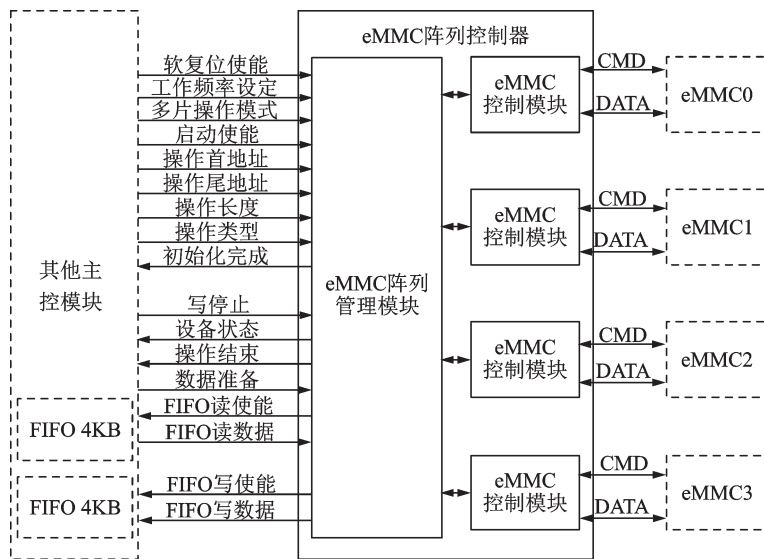 eMMC阵列控制器
其他主
控模块
软复位使能
工作频率设定
多片操作模式
启动使能
操作首地址
操作尾地址
操作长度
操作类型
初始化完成
写停止
设备状态
操作结束
数据准备
FIFO读使能
FIFO读数据
FIFO写使能
FIFO写数据
FIFO 4KB
FIFO 4KB
eMMC阵列
管理模块
eMMC
控制模块
CMD
DATA
eMMC0
eMMC
控制模块
CMD
DATA
eMMC1
eMMC
控制模块
CMD
DATA
eMMC2
eMMC
控制模块
CMD
DATA
eMMC3